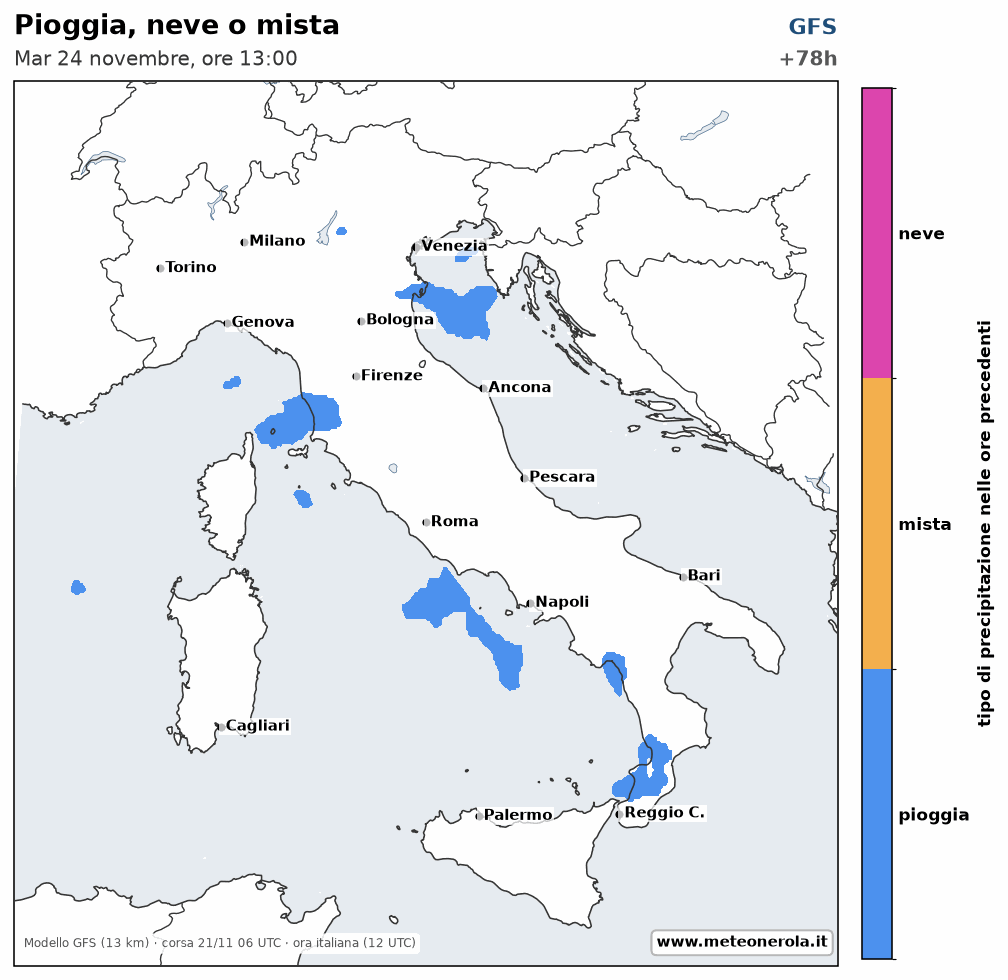 Pioggia, neve o mista
GFS
Mar 24 novembre, ore 13:00
+78h
neve
mista
pioggia
tipo di precipitazione nelle ore precedenti
Milano
Venezia
Torino
Genova
Bologna
Firenze
Ancona
Pescara
Roma
Bari
Napoli
Cagliari
Palermo
Reggio C.
Modello GFS (13 km) · corsa 21/11 06 UTC · ora italiana (12 UTC)
www.meteonerola.it